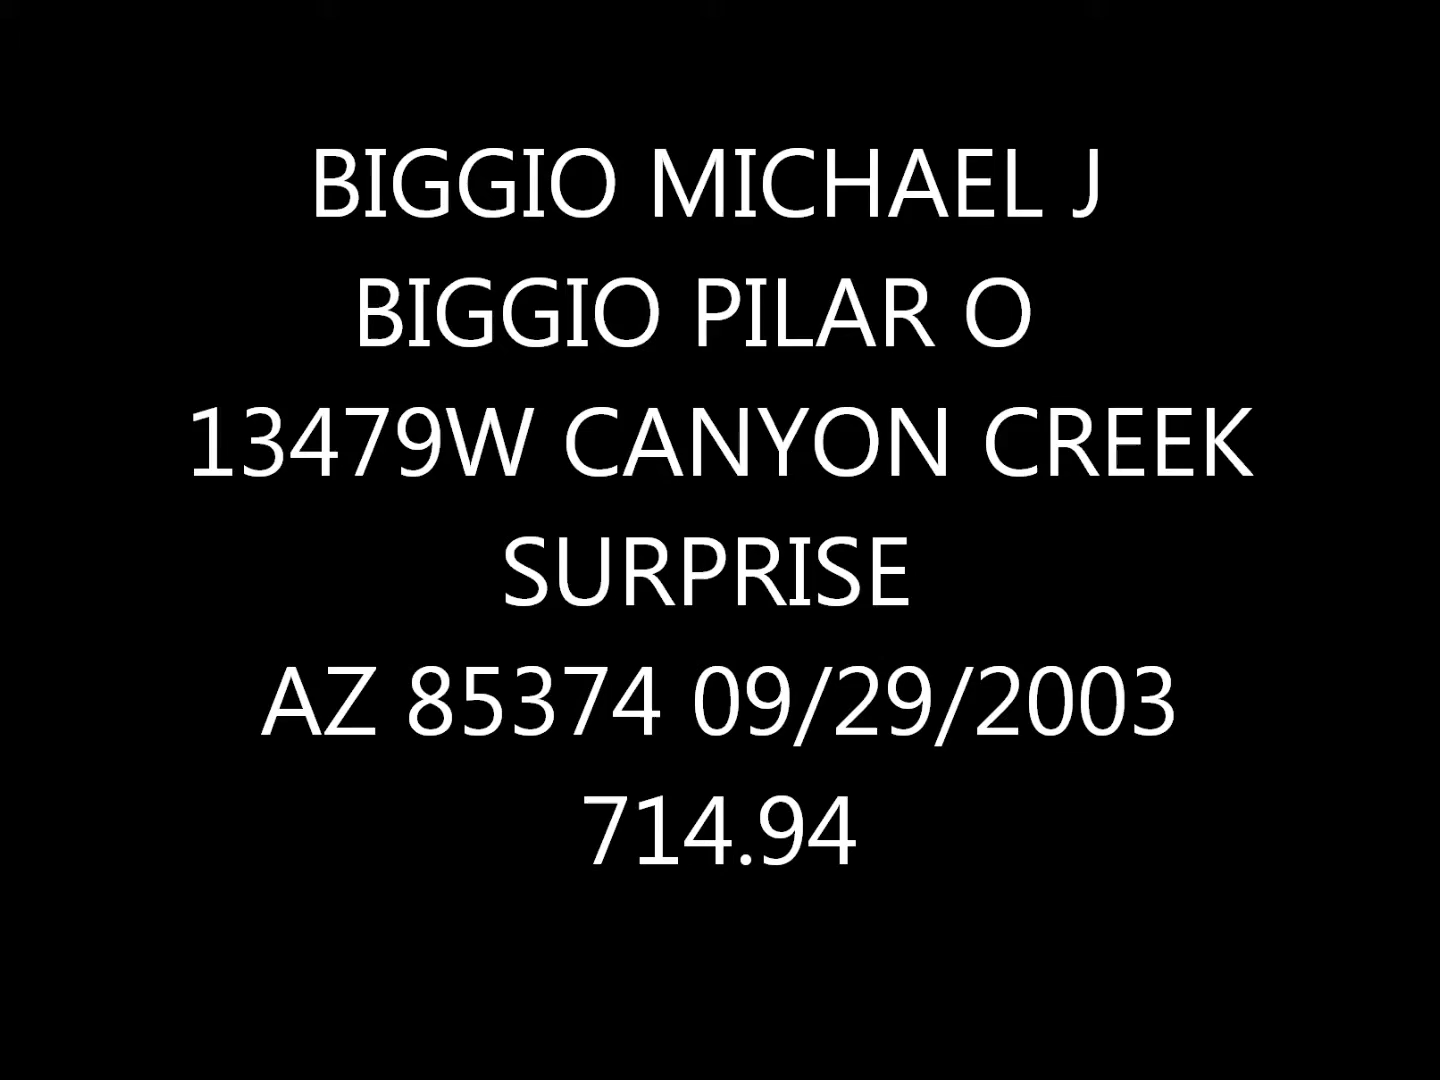 BIGGIO MICHAEL J
BIGGIO PILAR O
13479W CANYON CREEK
SURPRISE
AZ 85374 09/29/2003
714.94